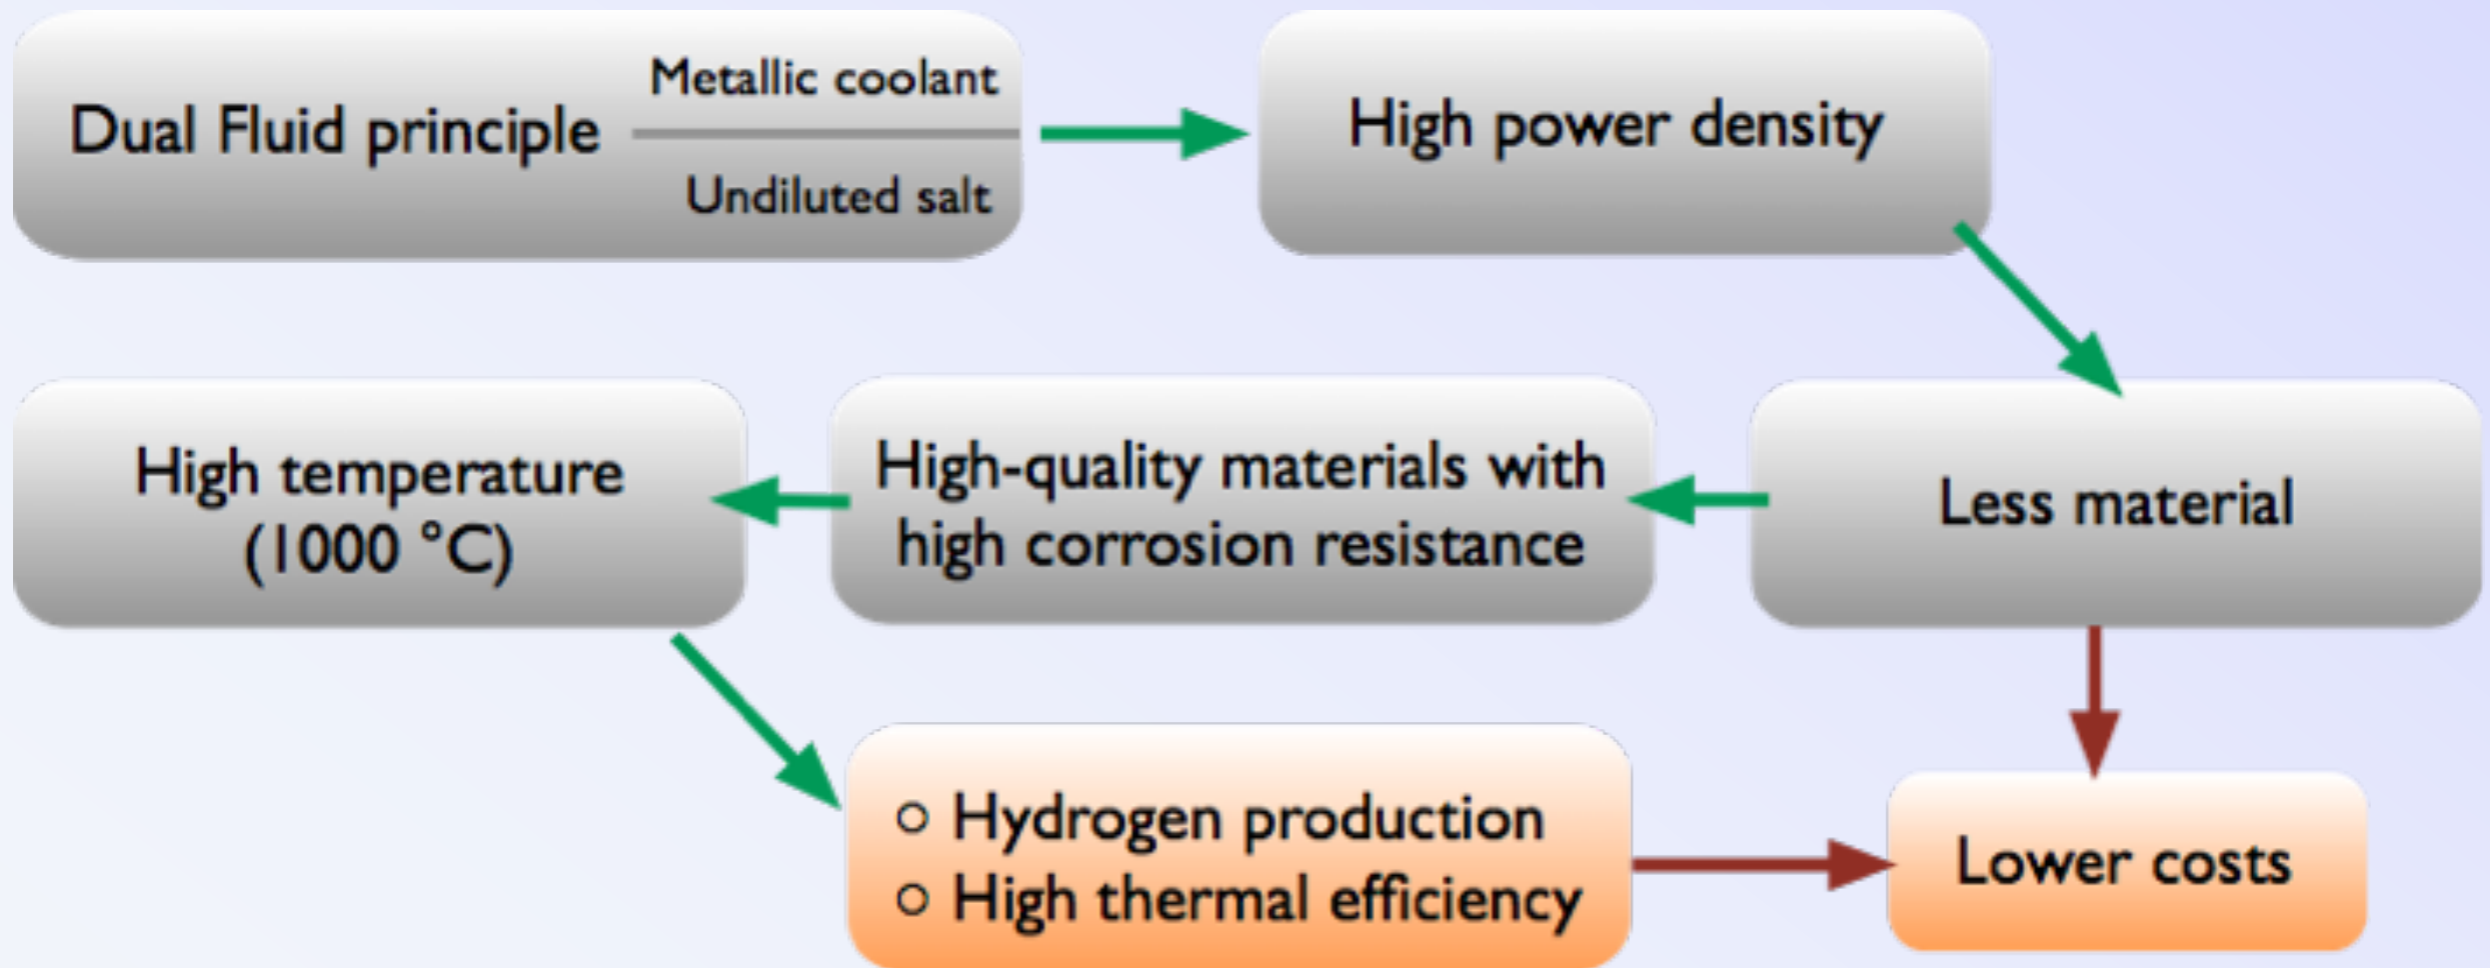 Dual Fluid principle
Metallic coolant
Undiluted salt
High power density
High temperature
(1000 °C)
High-quality materials with
high corrosion resistance
Less material
○ Hydrogen production
○ High thermal efficiency
Lower costs